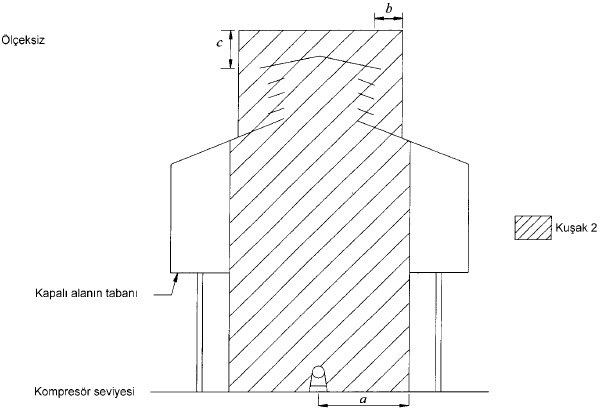 b
c
Ölçeksiz
Kuşak 2
Kapalı alanın tabanı
Kompresör seviyesi
a